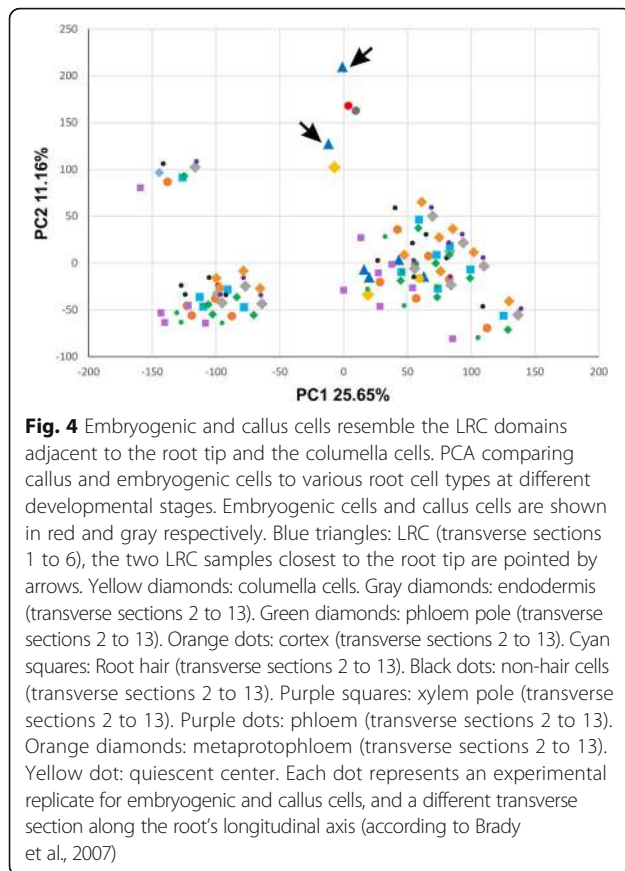 250
200
150
100
50
0
-50
-100
-200
-150
-100
-50
0
50
100
150
200
PC2 11.16%
PC1 25.65%
Fig. 4 Embryogenic and callus cells resemble the LRC domains
adjacent to the root tip and the columella cells. PCA comparing
callus and embryogenic cells to various root cell types at different
developmental stages. Embryogenic cells and callus cells are shown
in red and gray respectively. Blue triangles: LRC (transverse sections
1 to 6), the two LRC samples closest to the root tip are pointed by
arrows. Yellow diamonds: columella cells. Gray diamonds: endodermis
(transverse sections 2 to 13). Green diamonds: phloem pole (transverse
sections 2 to 13). Orange dots: cortex (transverse sections 2 to 13). Cyan
squares: Root hair (transverse sections 2 to 13). Black dots: non-hair cells
(transverse sections 2 to 13). Purple squares: xylem pole (transverse
sections 2 to 13). Purple dots: phloem (transverse sections 2 to 13).
Orange diamonds: metaprotophloem (transverse sections 2 to 13).
Yellow dot: quiescent center. Each dot represents an experimental
replicate for embryogenic and callus cells, and a different transverse
section along the root's longitudinal axis (according to Brady
et al., 2007)